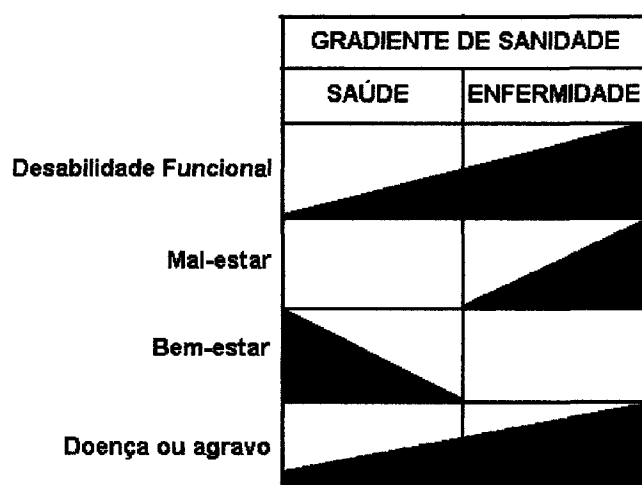 GRADIENTE DE SANIDADE
SAÚDE
ENFERMIDADE
Desabilidade Funcional
Mal-estar
Bem-estar
Doença ou agravo